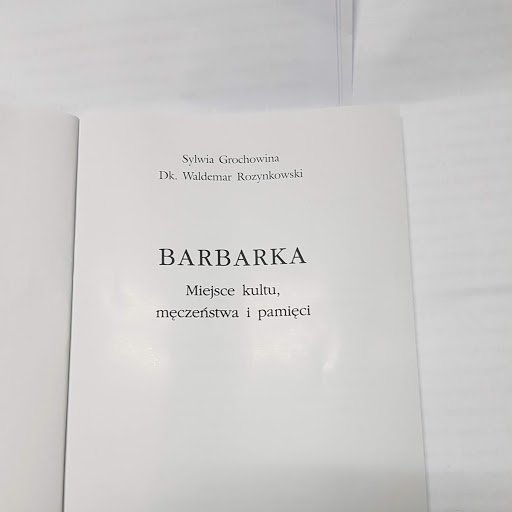 Sylwia Grochowina
Dk. Waldemar Rozynkowski
BARBARKA
Miejsce kultu,
męczeństwa i pamięci